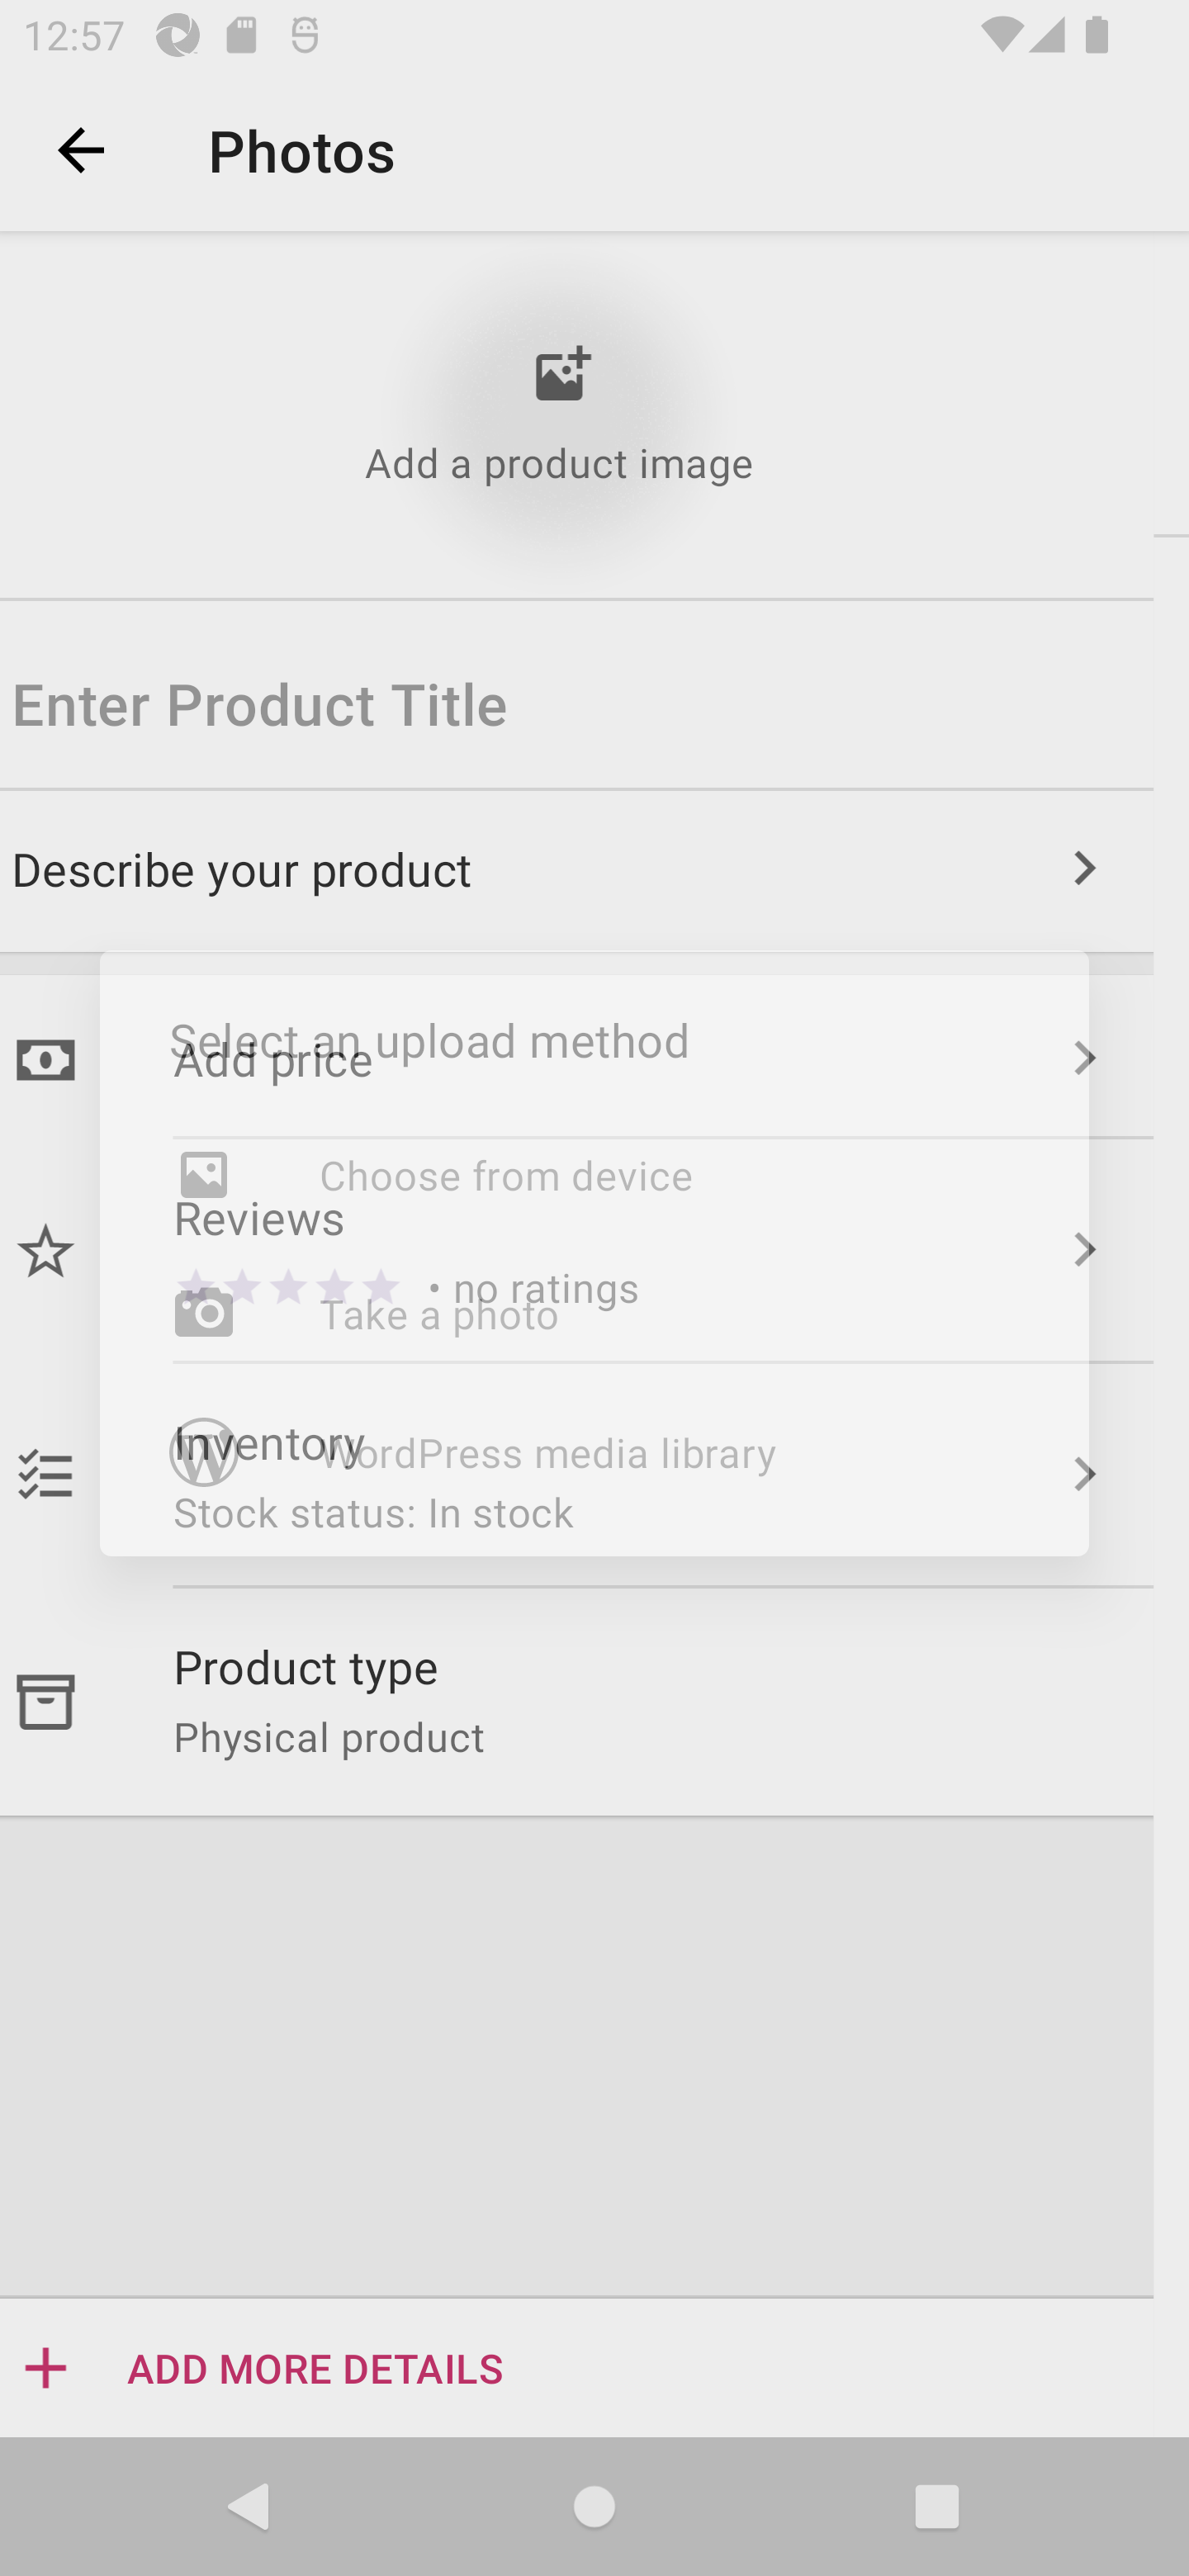 12:57
Photos
Add a product image
Enter Product Title
Describe your product
Select an upload method
Add price
Choose from device
Reviews
• no ratings
Take a photo
Inventory
WordPress media library
Stock status: In stock
Product type
Physical product
ADD MORE DETAILS